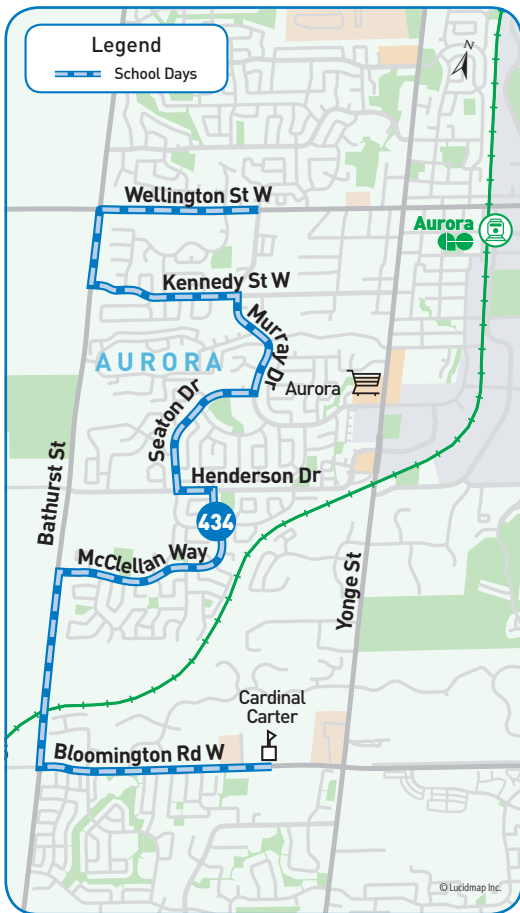 Legend
School Days
N
Wellington St W
Aurora
GO
Kennedy St W
Murray Dr
AURORA
Aurora
Seaton Dr
Bathurst St
Henderson Dr
434
McClellan Way
Yonge St
Cardinal
Carter
Bloomington Rd W
© Lucidmap Inc.